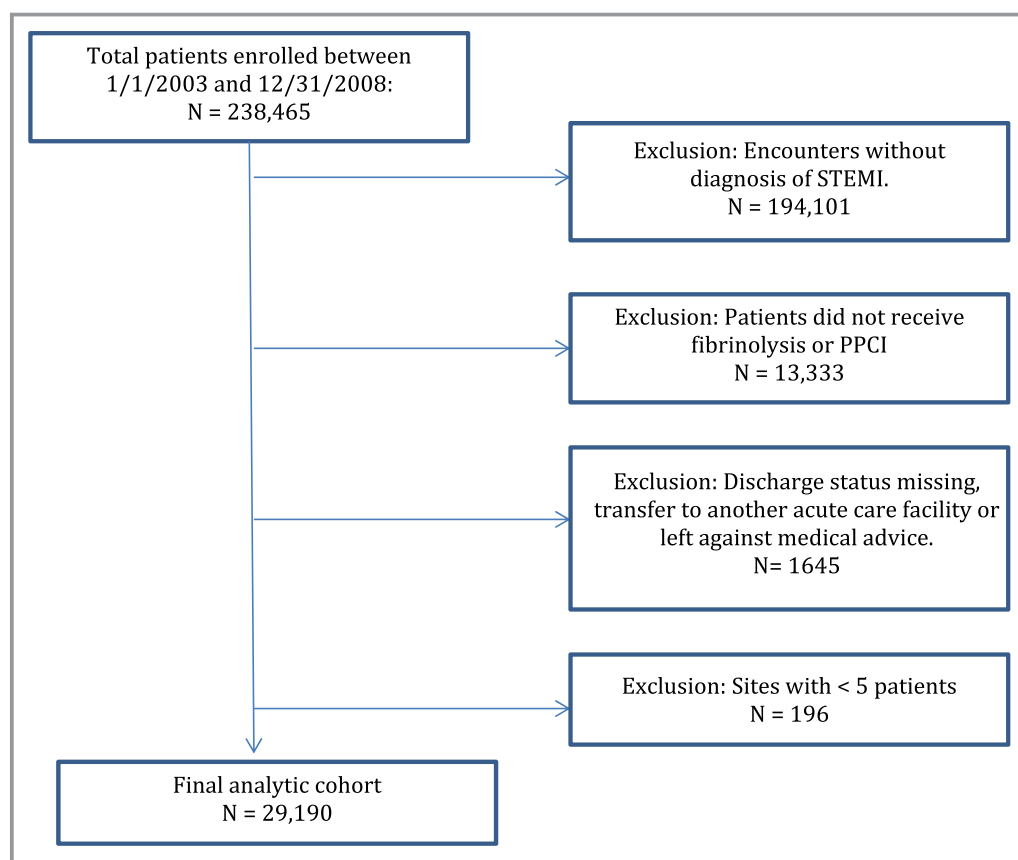 Total patients enrolled between
1/1/2003 and 12/31/2008:
N = 238,465
Exclusion: Encounters without
diagnosis of STEMI.
N = 194,101
Exclusion: Patients did not receive
fibrinolysis or PPCI
N = 13,333
Exclusion: Discharge status missing,
transfer to another acute care facility or
left against medical advice.
N= 1645
Exclusion: Sites with < 5 patients
N = 196
Final analytic cohort
N = 29,190